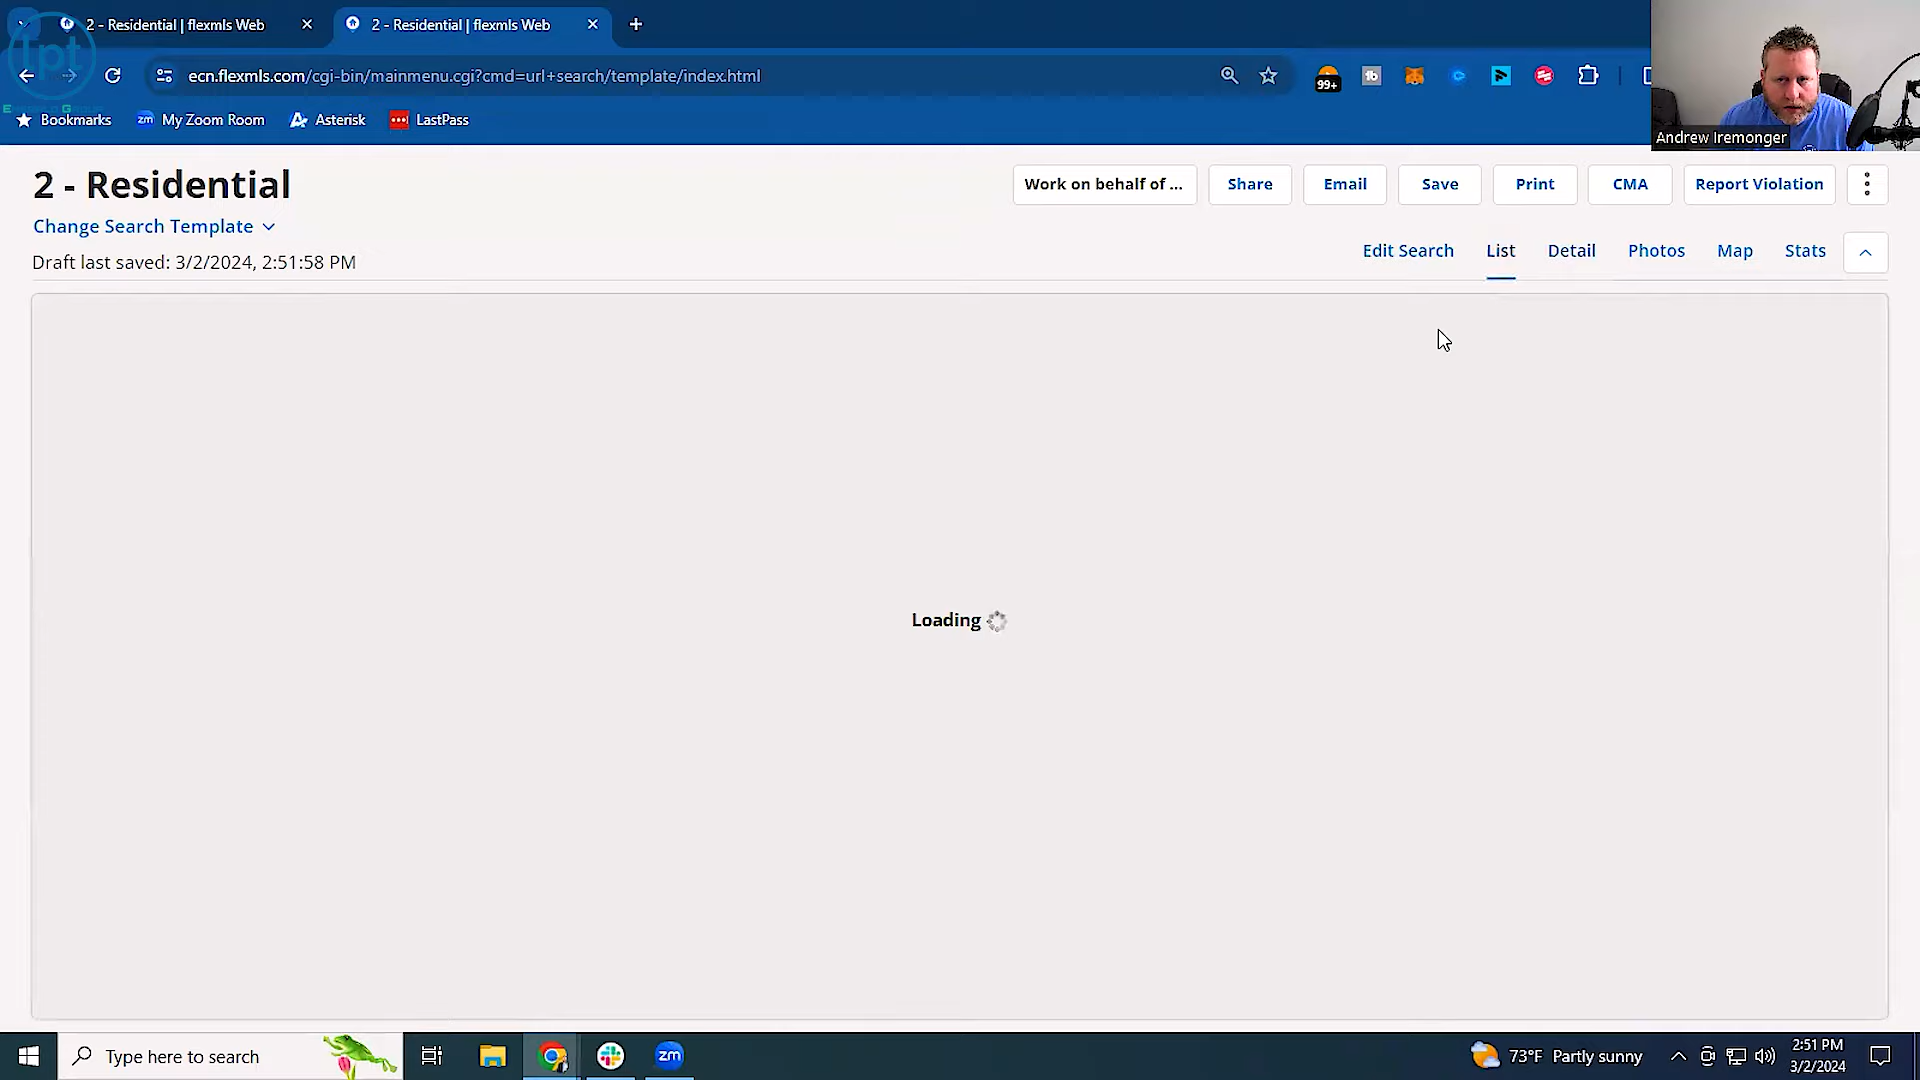 2 - Residential | flexmls Web
2 - Residential | flexmls Web
lpt
ecn.flexmls.com/cgi-bin/mainmenu.cgi?cmd=url+search/template/index.html
99+
Bookmarks
zm My Zoom Room
Asterisk
LastPass
Andrew Iremonger
2 - Residential
Work on behalf of ...
Share
Email
Save
Print
CMA
Report Violation
Change Search Template
Draft last saved: 3/2/2024, 2:51:58 PM
Edit Search
List
Detail
Photos
Map
Stats
Loading
Type here to search
zm
73°F Partly sunny
2:51 PM
3/2/2024